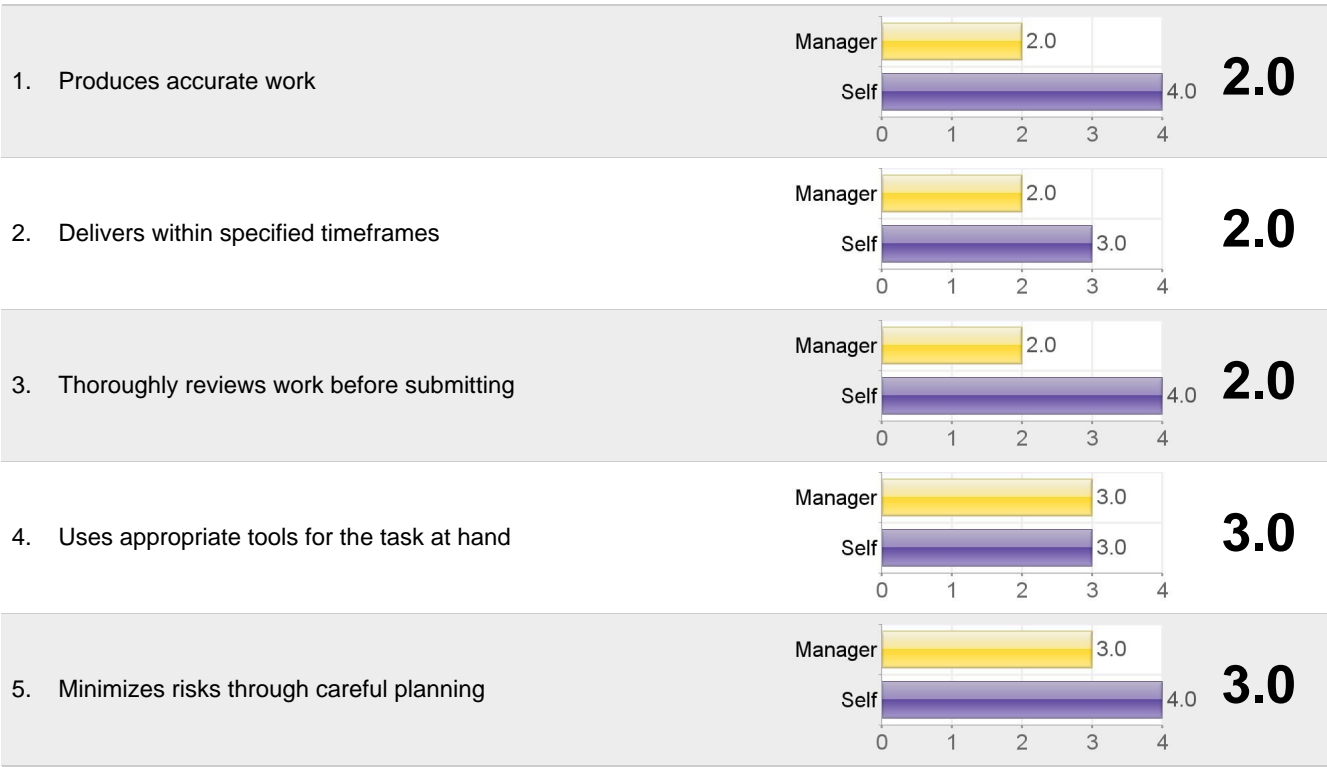 1. Produces accurate work
Manager 2.0
Self 4.0
0 1 2 3 4
2.0
2. Delivers within specified timeframes
Manager 2.0
Self 3.0
0 1 2 3 4
2.0
3. Thoroughly reviews work before submitting
Manager 2.0
Self 4.0
0 1 2 3 4
2.0
4. Uses appropriate tools for the task at hand
Manager 3.0
Self 3.0
0 1 2 3 4
3.0
5. Minimizes risks through careful planning
Manager 3.0
Self 4.0
0 1 2 3 4
3.0